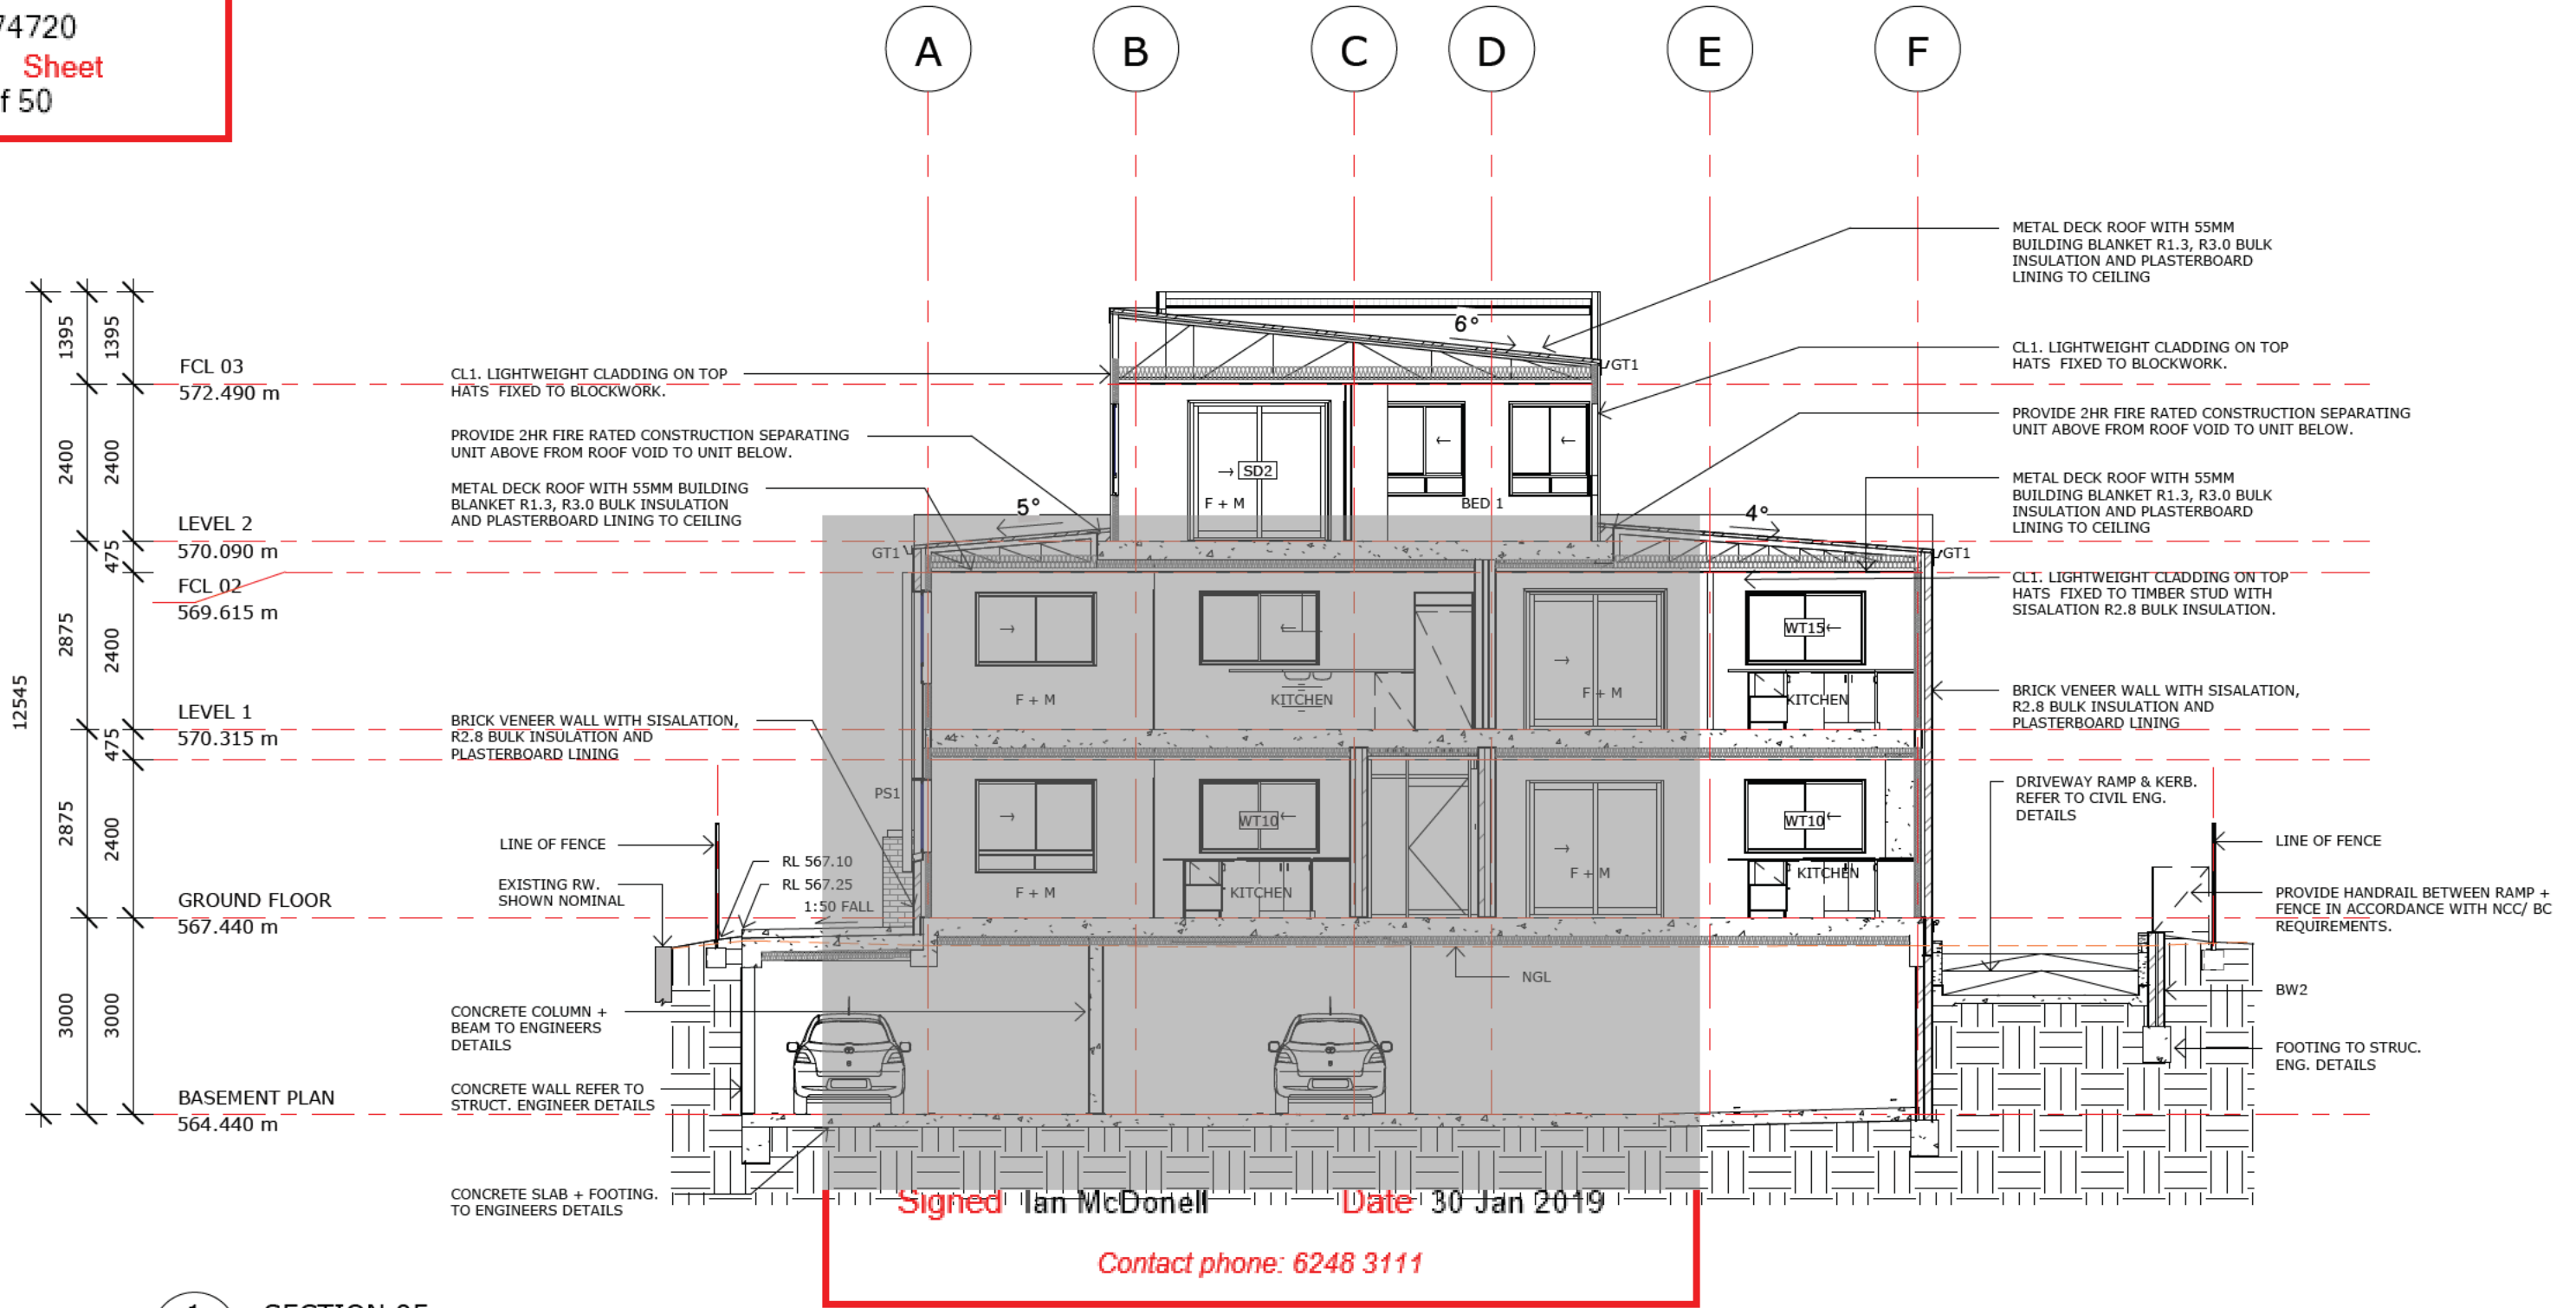 74720
Sheet
f 50
A
B
C
D
E
F
METAL DECK ROOF WITH 55MM
BUILDING BLANKET R1.3, R3.0 BULK
INSULATION AND PLASTERBOARD
LINING TO CEILING
CL1. LIGHTWEIGHT CLADDING ON TOP
HATS FIXED TO BLOCKWORK.
PROVIDE 2HR FIRE RATED CONSTRUCTION SEPARATING
UNIT ABOVE FROM ROOF VOID TO UNIT BELOW.
METAL DECK ROOF WITH 55MM
BUILDING BLANKET R1.3, R3.0 BULK
INSULATION AND PLASTERBOARD
LINING TO CEILING
CL1. LIGHTWEIGHT CLADDING ON TOP
HATS FIXED TO TIMBER STUD WITH
SISALATION R2.8 BULK INSULATION.
BRICK VENEER WALL WITH SISALATION,
R2.8 BULK INSULATION AND
PLASTERBOARD LINING
DRIVEWAY RAMP & KERB.
REFER TO CIVIL ENG.
DETAILS
LINE OF FENCE
PROVIDE HANDRAIL BETWEEN RAMP +
FENCE IN ACCORDANCE WITH NCC/ BC
REQUIREMENTS.
BW2
FOOTING TO STRUC.
ENG. DETAILS
12545
1395
2400
475
2875
2875
3000
1395
2400
2400
475
2400
3000
FCL 03
572.490 m
LEVEL 2
570.090 m
FCL 02
569.615 m
LEVEL 1
570.315 m
GROUND FLOOR
567.440 m
BASEMENT PLAN
564.440 m
CL1. LIGHTWEIGHT CLADDING ON TOP
HATS FIXED TO BLOCKWORK.
PROVIDE 2HR FIRE RATED CONSTRUCTION SEPARATING
UNIT ABOVE FROM ROOF VOID TO UNIT BELOW.
METAL DECK ROOF WITH 55MM BUILDING
BLANKET R1.3, R3.0 BULK INSULATION
AND PLASTERBOARD LINING TO CEILING
BRICK VENEER WALL WITH SISALATION,
R2.8 BULK INSULATION AND
PLASTERBOARD LINING
LINE OF FENCE
EXISTING RW.
SHOWN NOMINAL
RL 567.10
RL 567.25
1:50 FALL
CONCRETE COLUMN +
BEAM TO ENGINEERS
DETAILS
CONCRETE WALL REFER TO
STRUCT. ENGINEER DETAILS
CONCRETE SLAB + FOOTING.
TO ENGINEERS DETAILS
6°
GT1
SD2
F + M
BED 1
5°
4°
GT1
GT1
WT15
F + M
KITCHEN
F + M
KITCHEN
PS1
WT10
WT10
F + M
KITCHEN
F + M
KITCHEN
NGL
Signed Ian McDonell Date 30 Jan 2019
Contact phone: 6248 3111
1 SECTION 05